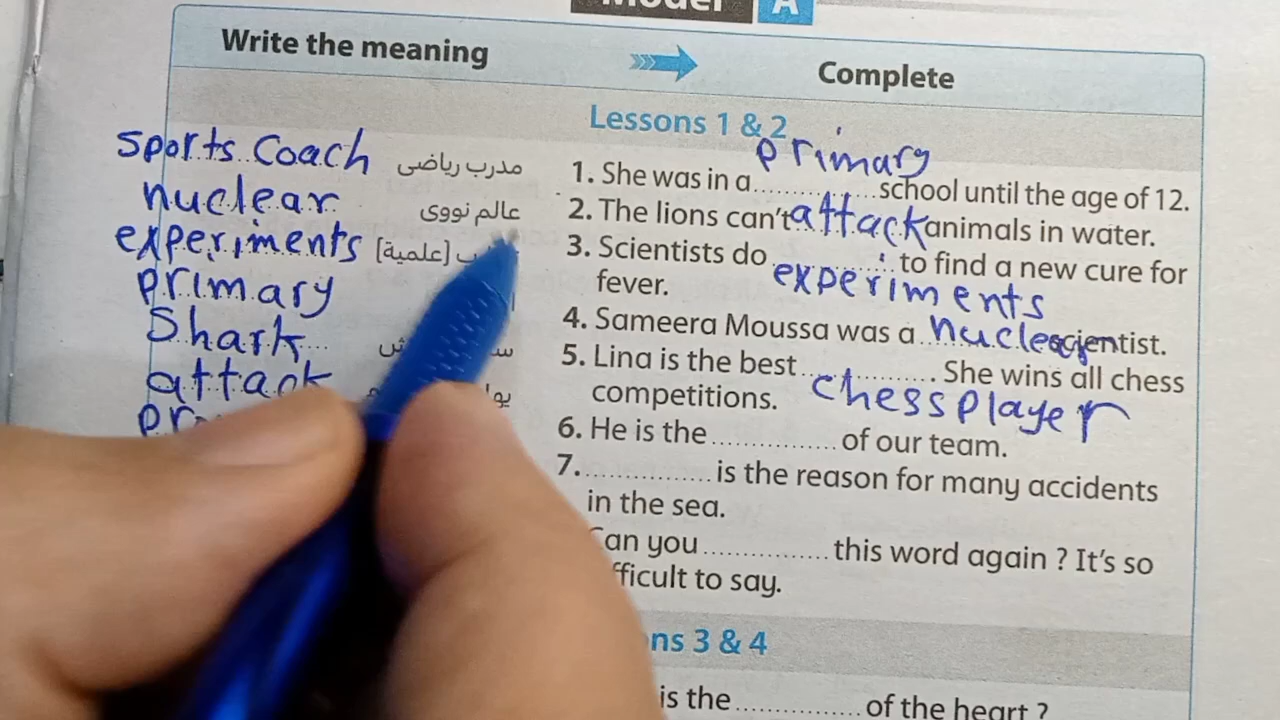 Model A
Write the meaning Complete
Lessons 1 & 2
sports coach مدرب رياضى
nuclear عالم نووى
experiments [علمية]
primary
Shark
attack
1. She was in a primary school until the age of 12.
2. The lions can't attack animals in water.
3. Scientists do ............... to find a new cure for
experiments
fever.
4. Sameera Moussa was a nuclear scientist.
5. Lina is the best ............... . She wins all chess
competitions. chess player
6. He is the ............... of our team.
7. ............... is the reason for many accidents
in the sea.
Can you ............... this word again ? It's so
difficult to say.
3 & 4
is the ............... of the heart ?